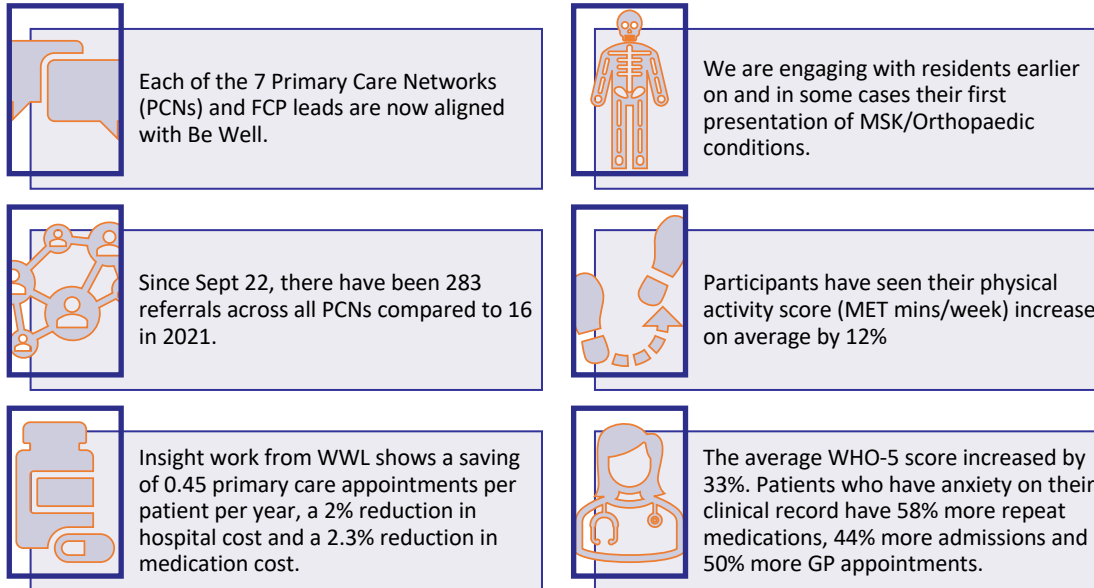 Each of the 7 Primary Care Networks
(PCNs) and FCP leads are now aligned
with Be Well.
We are engaging with residents earlier
on and in some cases their first
presentation of MSK/Orthopaedic
conditions.
Since Sept 22, there have been 283
referrals across all PCNs compared to 16
in 2021.
Participants have seen their physical
activity score (MET mins/week) increase
on average by 12%
Insight work from WWL shows a saving
of 0.45 primary care appointments per
patient per year, a 2% reduction in
hospital cost and a 2.3% reduction in
medication cost.
The average WHO-5 score increased by
33%. Patients who have anxiety on their
clinical record have 58% more repeat
medications, 44% more admissions and
50% more GP appointments.